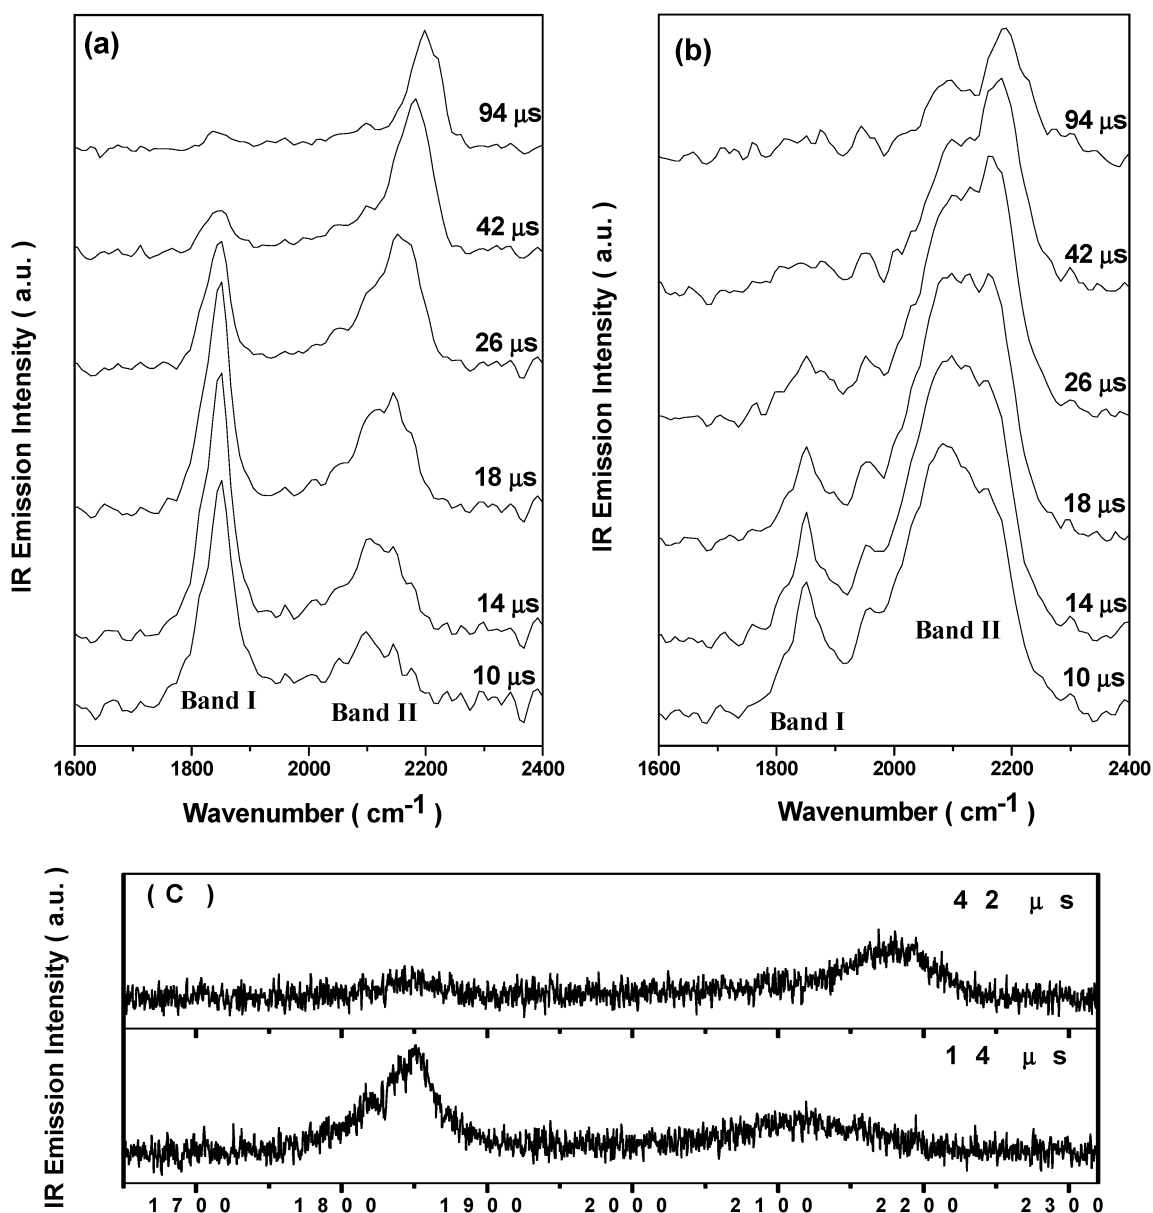 (a)
94 μs
42 μs
26 μs
18 μs
14 μs
10 μs
Band I
Band II
IR Emission Intensity ( a.u. )
1600 1800 2000 2200 2400
Wavenumber ( cm-1 )
(b)
94 μs
42 μs
26 μs
18 μs
14 μs
10 μs
Band II
Band I
IR Emission Intensity ( a.u. )
1600 1800 2000 2200 2400
Wavenumber ( cm-1 )
( C )
42 μs
14 μs
IR Emission Intensity ( a.u. )
1700 1800 1900 2000 2100 2200 2300